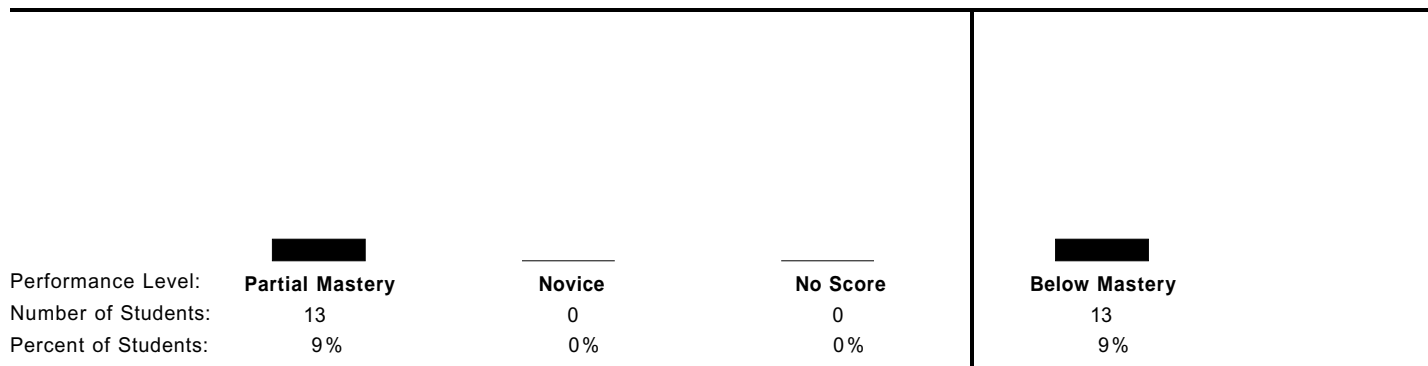 Performance Level: Partial Mastery Novice No Score Below Mastery
Number of Students: 13 0 0 13
Percent of Students: 9% 0% 0% 9%